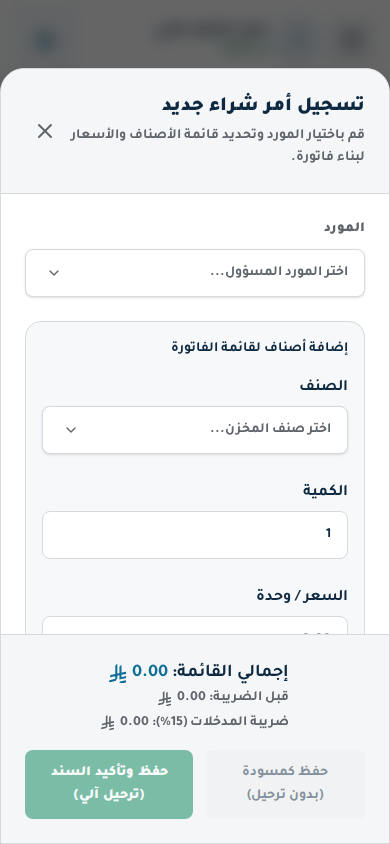 تسجيل أمر شراء جديد
قم باختيار المورد وتحديد قائمة الأصناف والأسعار
لبناء فاتورة.
المورد
اختر المورد المسؤول...
إضافة أصناف لقائمة الفاتورة
الصنف
اختر صنف المخزن...
الكمية
1
السعر / وحدة
إجمالي القائمة: 0.00 ⃁
قبل الضريبة: 0.00 ⃁
ضريبة المدخلات (15%): 0.00 ⃁
حفظ كمسودة
(بدون ترحيل)
حفظ وتأكيد السند
(ترحيل آلي)